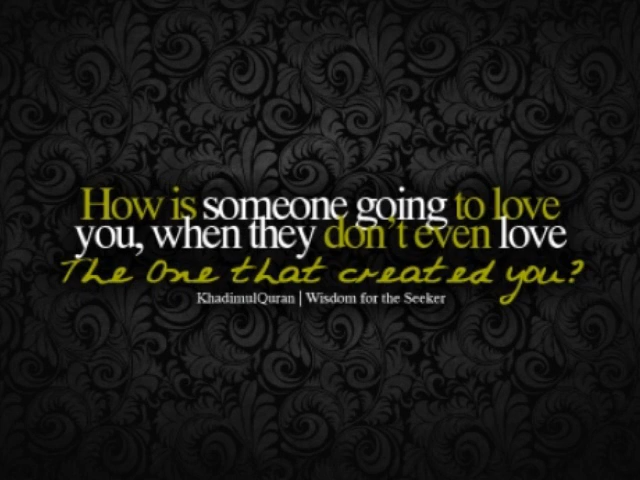 How is someone going to love
you, when they don't even love
The One that created you?
KhadimulQuran | Wisdom for the Seeker